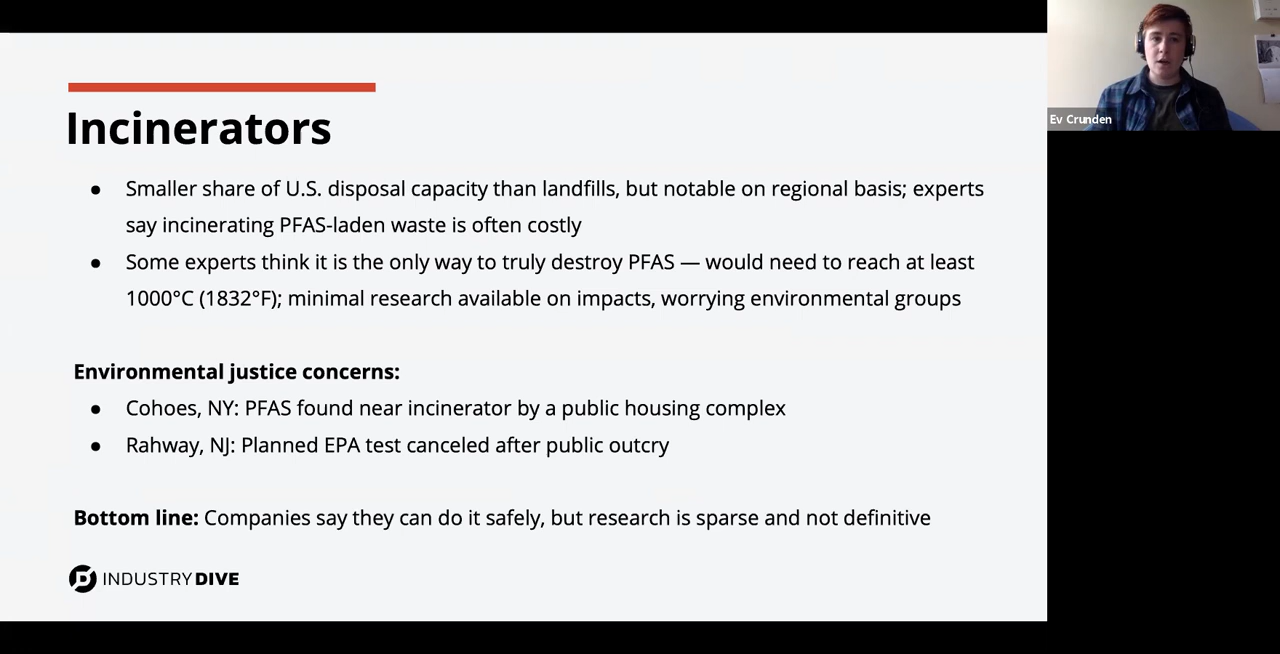 Incinerators
● Smaller share of U.S. disposal capacity than landfills, but notable on regional basis; experts
say incinerating PFAS-laden waste is often costly
● Some experts think it is the only way to truly destroy PFAS — would need to reach at least
1000°C (1832°F); minimal research available on impacts, worrying environmental groups
Environmental justice concerns:
● Cohoes, NY: PFAS found near incinerator by a public housing complex
● Rahway, NJ: Planned EPA test canceled after public outcry
Bottom line: Companies say they can do it safely, but research is sparse and not definitive
INDUSTRY DIVE
Ev Crunden